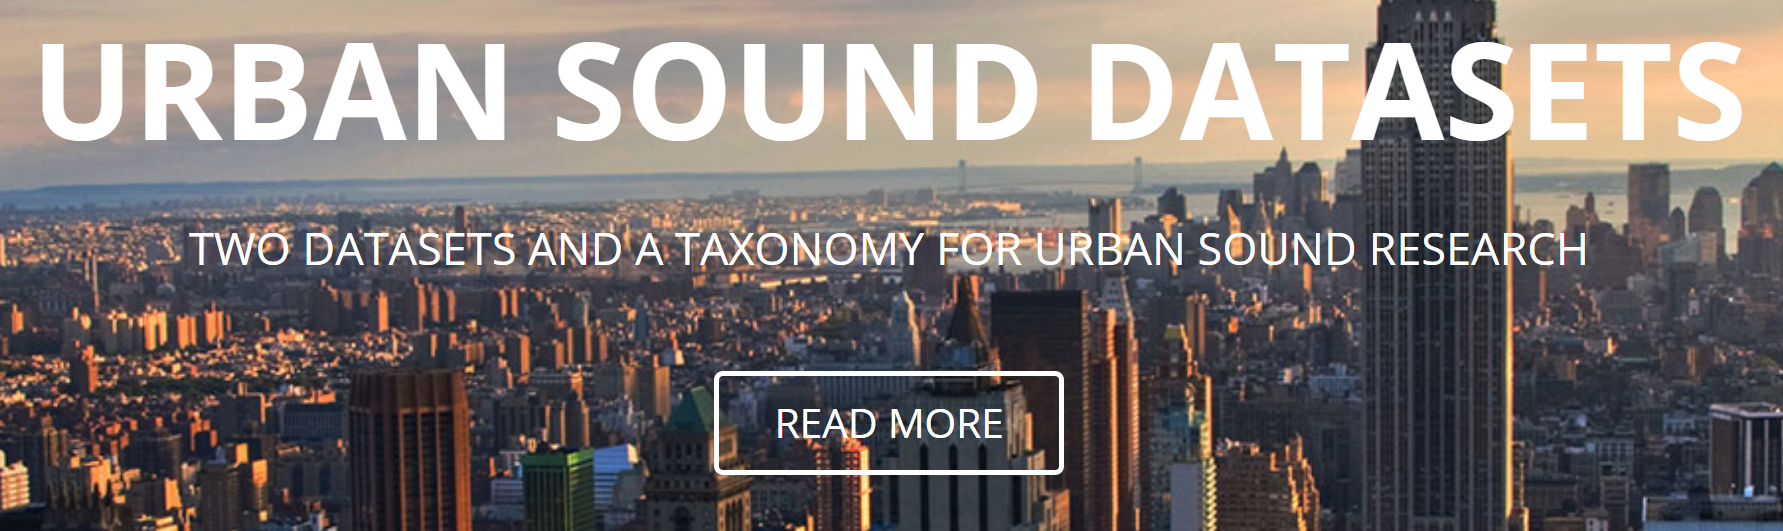 URBAN SOUND DATASETS
TWO DATASETS AND A TAXONOMY FOR URBAN SOUND RESEARCH
READ MORE